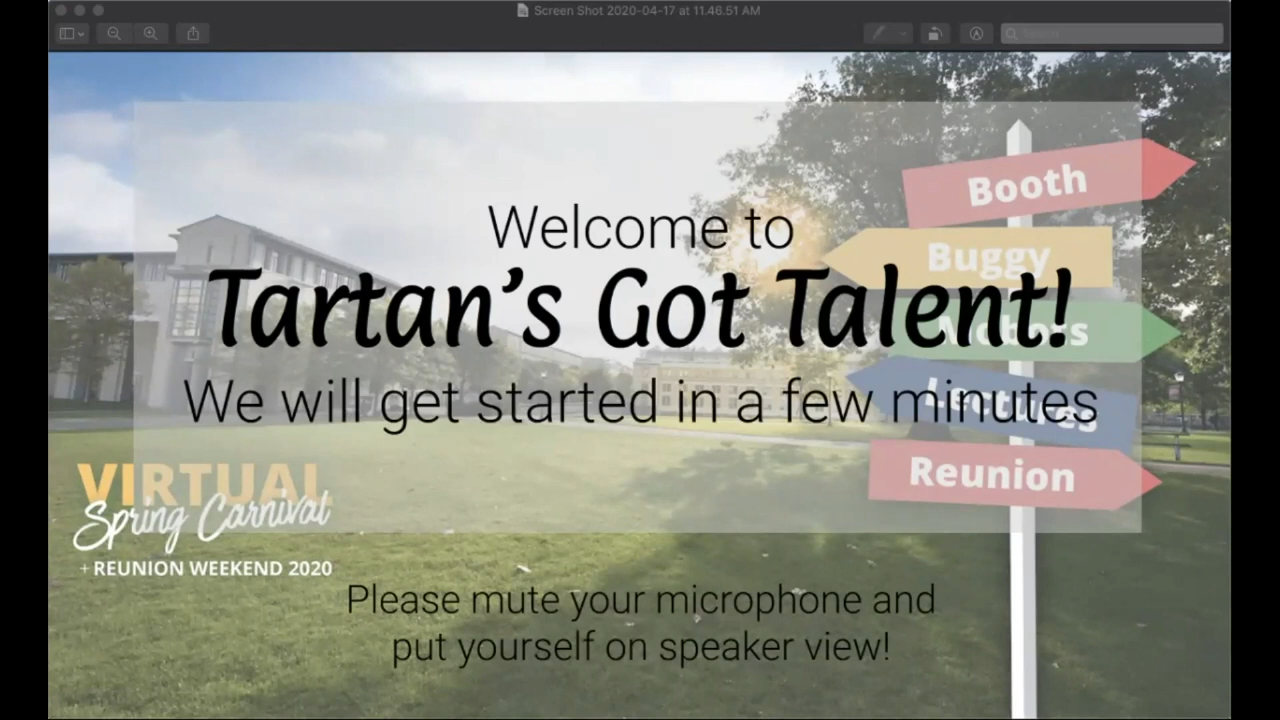 Screen Shot 2020-04-17 at 11.46.51 AM
Search
Booth
Welcome to
Buggy
Tartan's Got Talent!
We will get started in a few minutes
Lectures
Reunion
VIRTUAL
Spring Carnival
+ REUNION WEEKEND 2020
Please mute your microphone and
put yourself on speaker view!